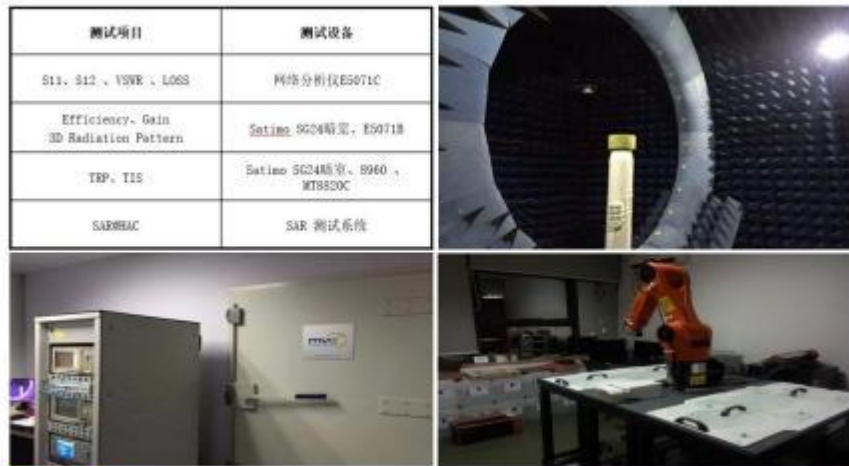 测试项目
测试设备
S11、S12 、VSWR 、LOSS
网络分析仪E5071C
Efficiency、Gain
3D Radiation Pattern
Satimo SG24暗室、E5071B
TRP、TIS
Satimo SG24暗室、8960 、
MT8820C
SAR&HAC
SAR 测试系统
mvg